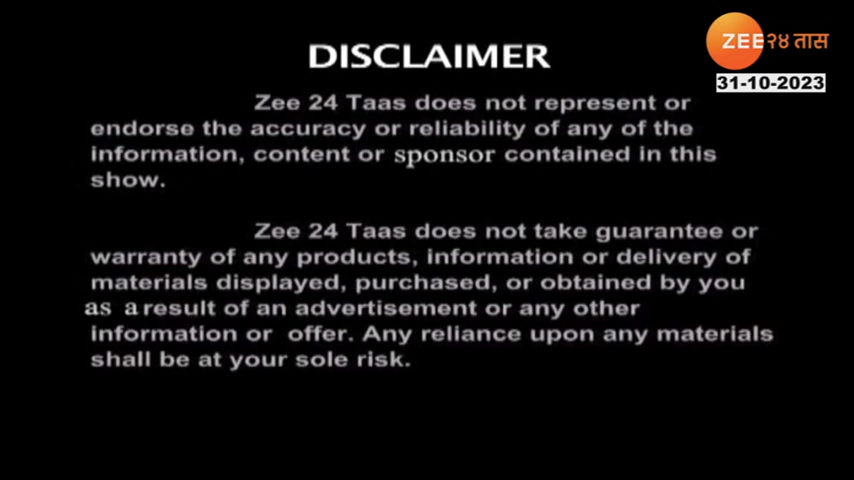 ZEE २४ तास
31-10-2023
DISCLAIMER
Zee 24 Taas does not represent or
endorse the accuracy or reliability of any of the
information, content or sponsor contained in this
show.
Zee 24 Taas does not take guarantee or
warranty of any products, information or delivery of
materials displayed, purchased, or obtained by you
as a result of an advertisement or any other
information or offer. Any reliance upon any materials
shall be at your sole risk.